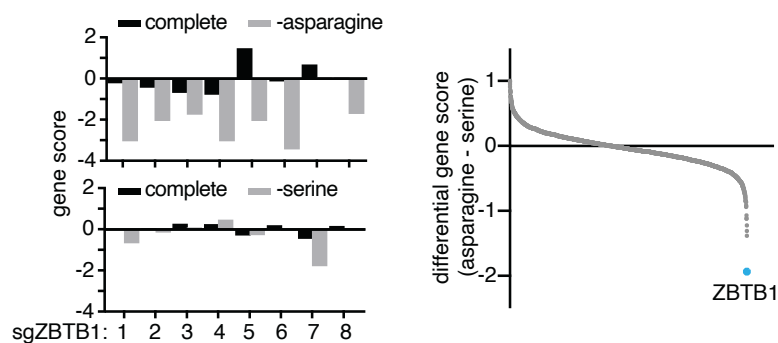 complete -asparagine
2
0
-2
-4
gene score
complete -serine
2
0
-2
-4
sgZBTB1: 1 2 3 4 5 6 7 8
differential gene score
(asparagine - serine)
1
0
-1
-2
ZBTB1